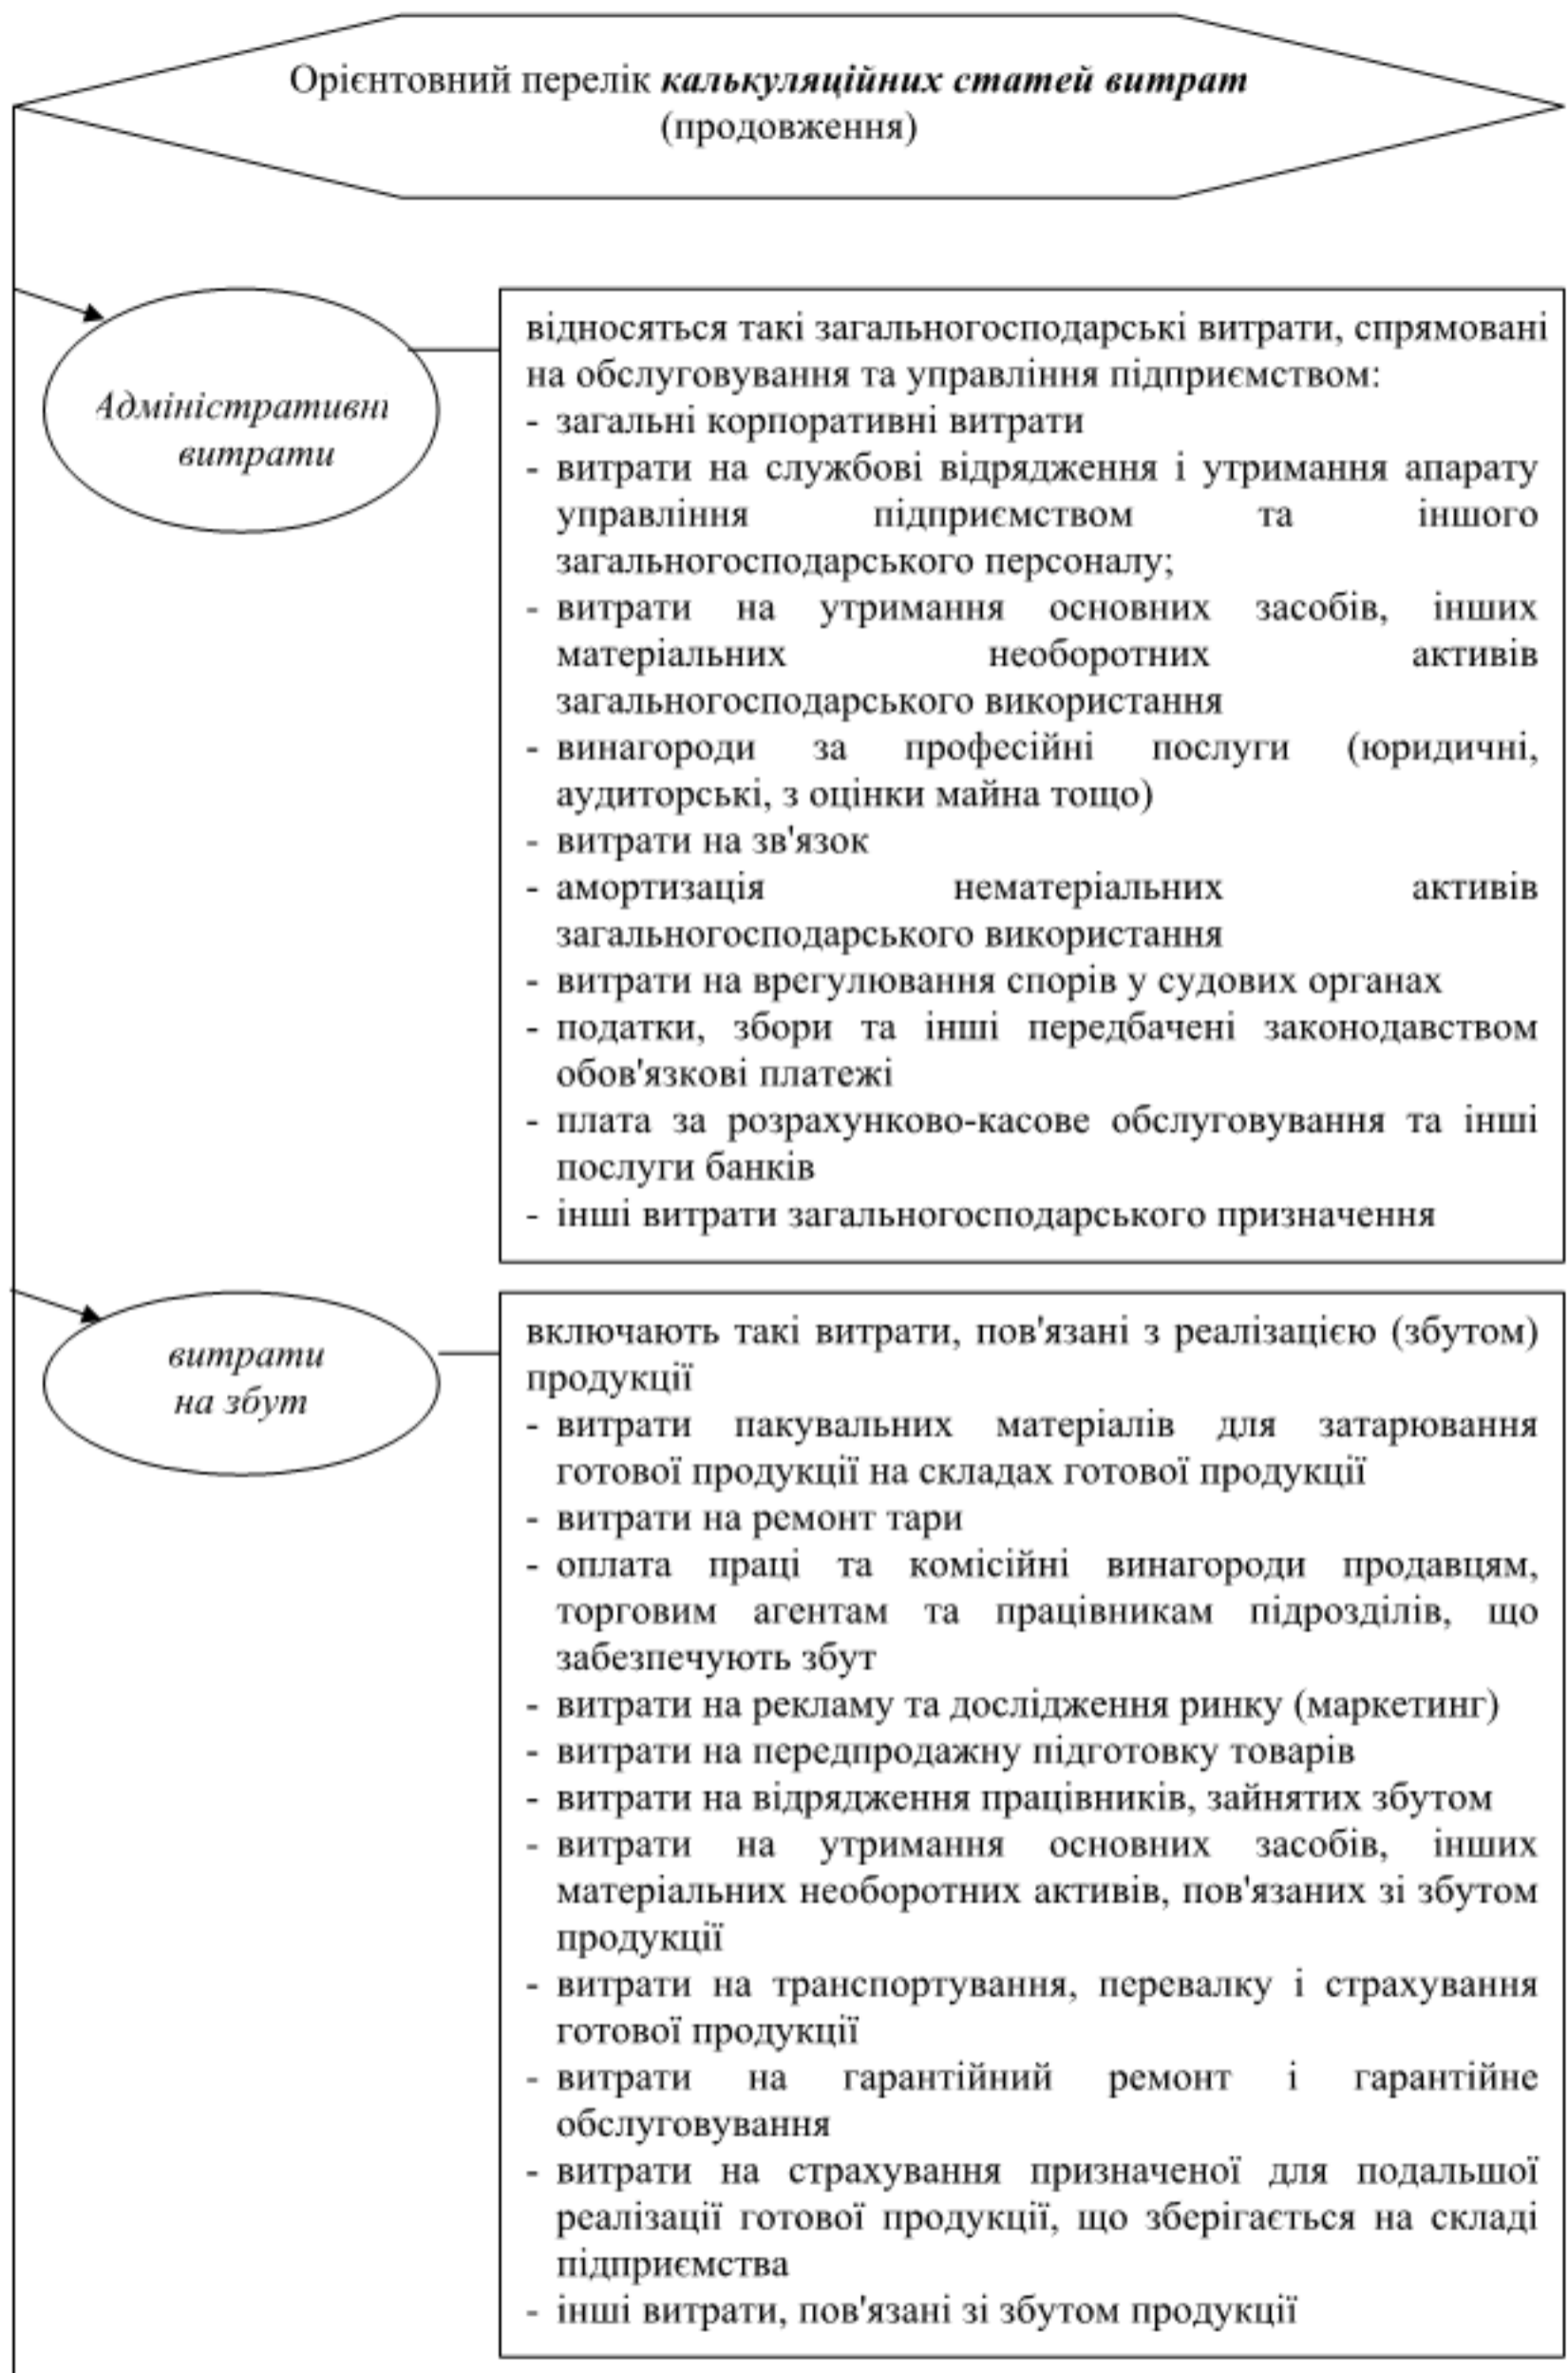 Орієнтовний перелік калькуляційних статей витрат
(продовження)
Адміністративні
витрати
відносяться такі загальногосподарські витрати, спрямовані
на обслуговування та управління підприємством:
- загальні корпоративні витрати
- витрати на службові відрядження і утримання апарату
управління підприємством та іншого
загальногосподарського персоналу;
- витрати на утримання основних засобів, інших
матеріальних необоротних активів
загальногосподарського використання
- винагороди за професійні послуги (юридичні,
аудиторські, з оцінки майна тощо)
- витрати на зв'язок
- амортизація нематеріальних активів
загальногосподарського використання
- витрати на врегулювання спорів у судових органах
- податки, збори та інші передбачені законодавством
обов'язкові платежі
- плата за розрахунково-касове обслуговування та інші
послуги банків
- інші витрати загальногосподарського призначення
витрати
на збут
включають такі витрати, пов'язані з реалізацією (збутом)
продукції
- витрати пакувальних матеріалів для затарювання
готової продукції на складах готової продукції
- витрати на ремонт тари
- оплата праці та комісійні винагороди продавцям,
торговим агентам та працівникам підрозділів, що
забезпечують збут
- витрати на рекламу та дослідження ринку (маркетинг)
- витрати на передпродажну підготовку товарів
- витрати на відрядження працівників, зайнятих збутом
- витрати на утримання основних засобів, інших
матеріальних необоротних активів, пов'язаних зі збутом
продукції
- витрати на транспортування, перевалку і страхування
готової продукції
- витрати на гарантійний ремонт і гарантійне
обслуговування
- витрати на страхування призначеної для подальшої
реалізації готової продукції, що зберігається на складі
підприємства
- інші витрати, пов'язані зі збутом продукції